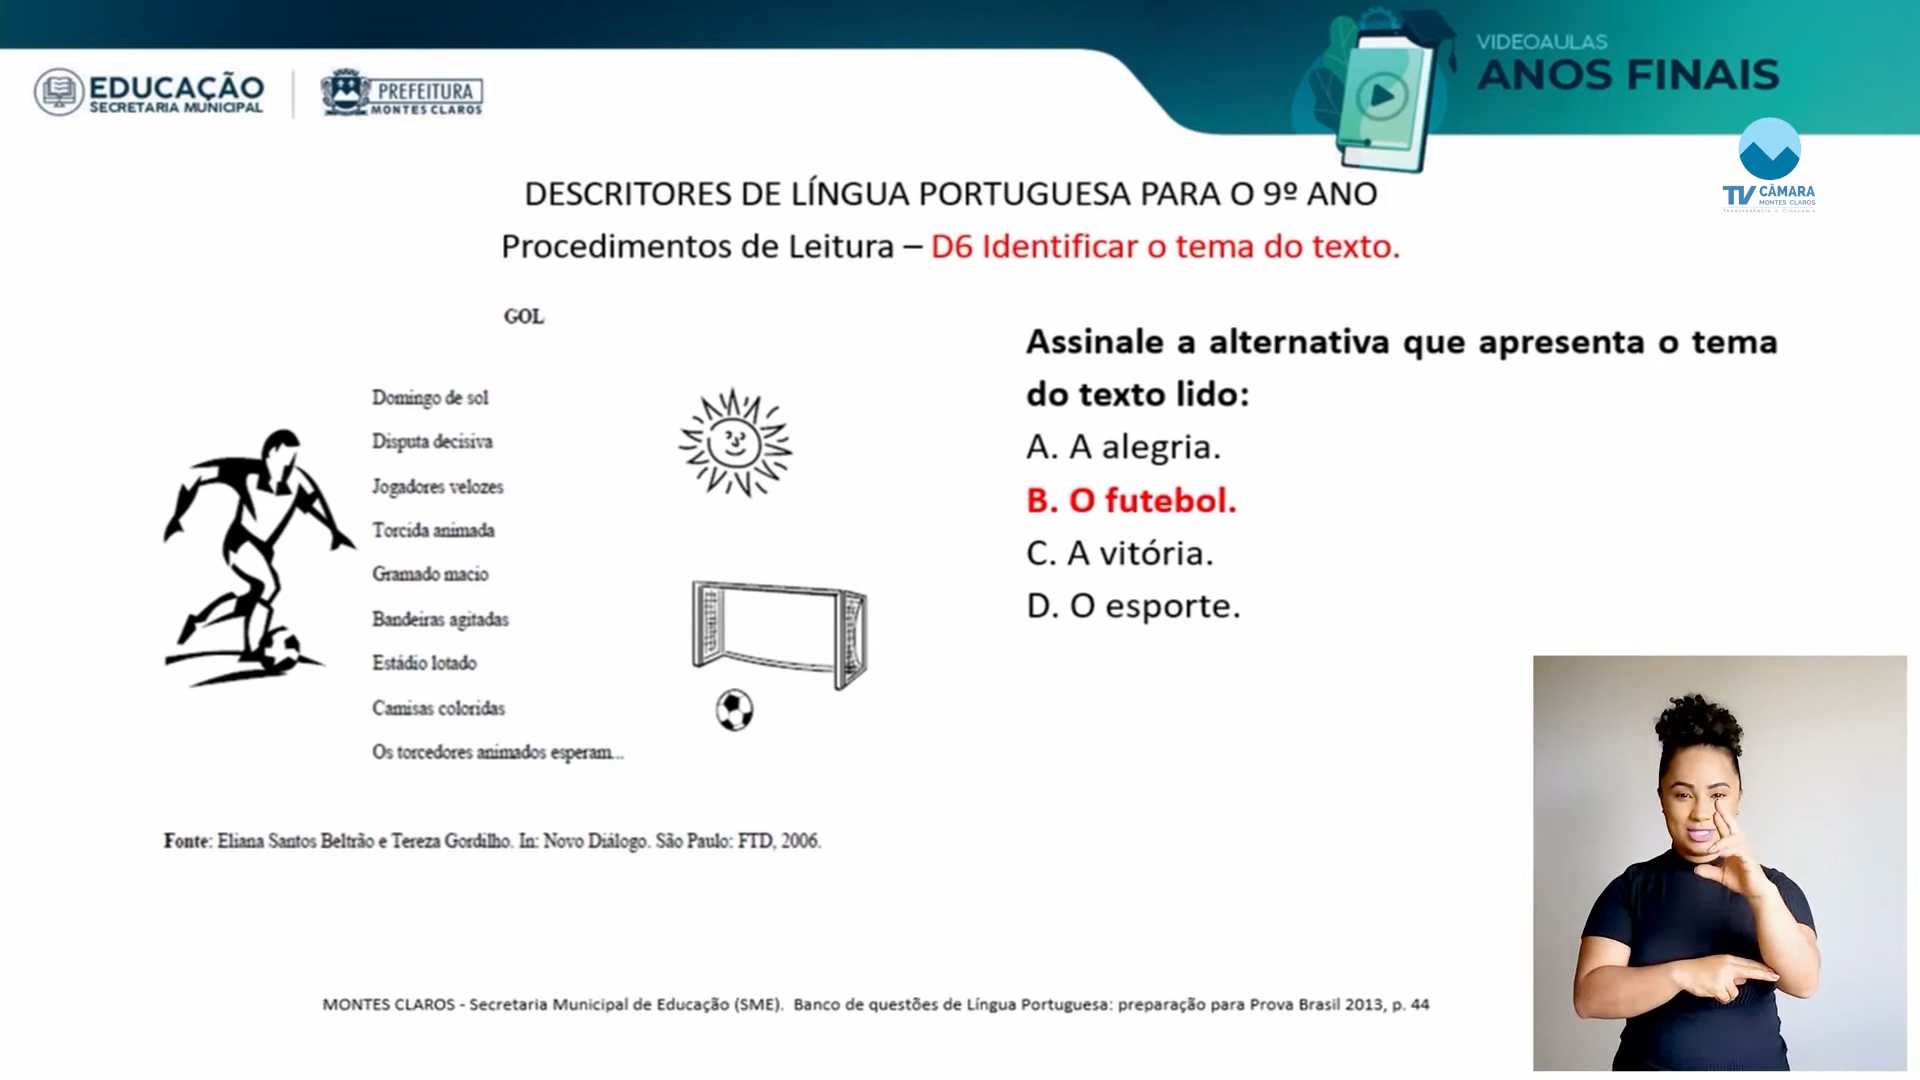 EDUCAÇÃO
SECRETARIA MUNICIPAL
PREFEITURA
MONTES CLAROS
VIDEOAULAS
ANOS FINAIS
TV CÂMARA
MONTES CLAROS
DESCRITORES DE LÍNGUA PORTUGUESA PARA O 9º ANO
Procedimentos de Leitura – D6 Identificar o tema do texto.
GOL
Domingo de sol
Disputa decisiva
Jogadores velozes
Torcida animada
Gramado macio
Bandeiras agitadas
Estádio lotado
Camisas coloridas
Os torcedores animados esperam...
Fonte: Eliana Santos Beltrão e Tereza Gordilho. In: Novo Diálogo. São Paulo: FTD, 2006.
Assinale a alternativa que apresenta o tema
do texto lido:
A. A alegria.
B. O futebol.
C. A vitória.
D. O esporte.
MONTES CLAROS - Secretaria Municipal de Educação (SME). Banco de questões de Língua Portuguesa: preparação para Prova Brasil 2013, p. 44